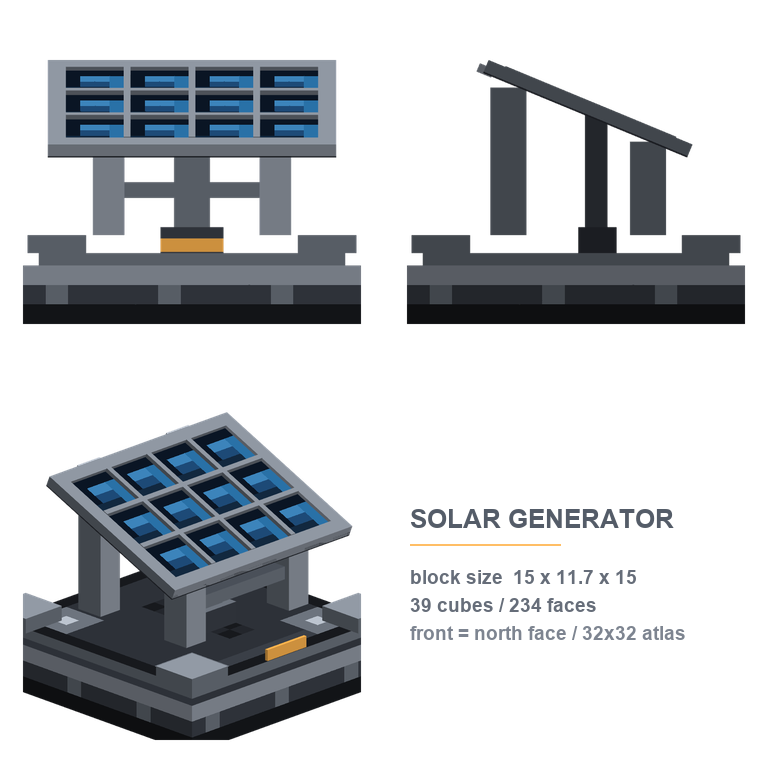 SOLAR GENERATOR
block size  15 x 11.7 x 15
39 cubes / 234 faces
front = north face / 32x32 atlas